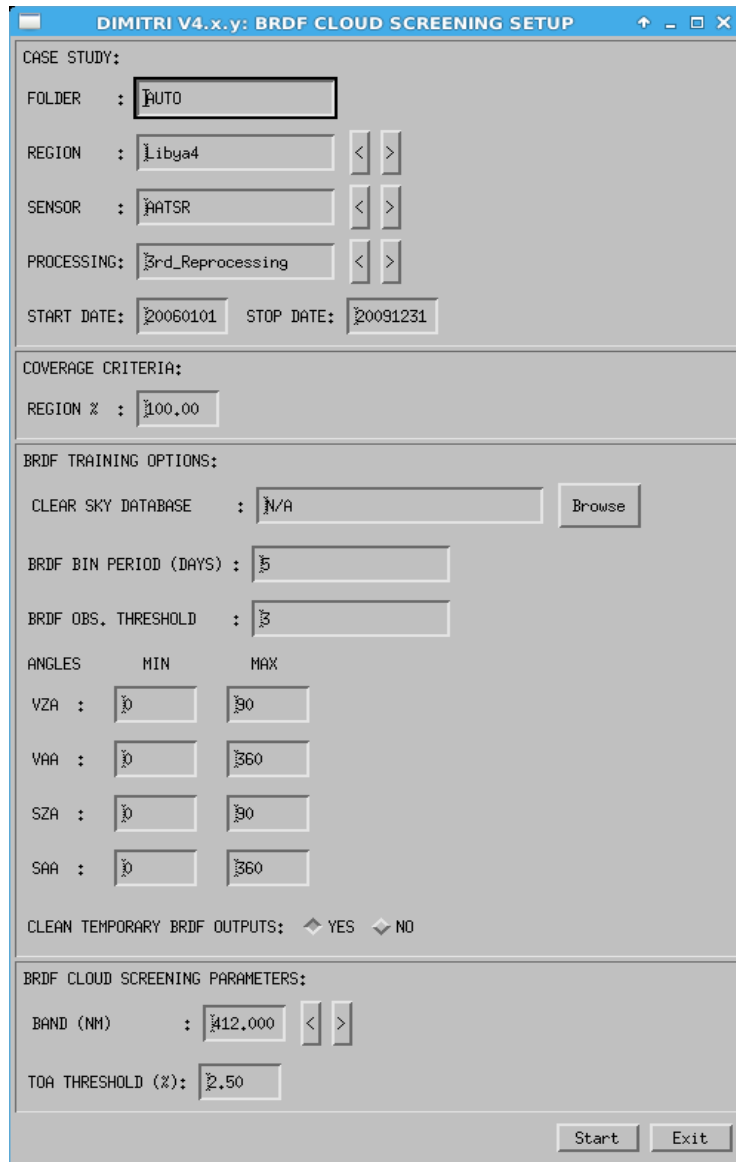 DIMITRI V4.x.y: BRDF CLOUD SCREENING SETUP
CASE STUDY:
FOLDER : AUTO
REGION : Libya4 < >
SENSOR : AATSR < >
PROCESSING: 3rd_Reprocessing < >
START DATE: 20060101 STOP DATE: 20091231
COVERAGE CRITERIA:
REGION % : 100.00
BRDF TRAINING OPTIONS:
CLEAR SKY DATABASE : N/A Browse
BRDF BIN PERIOD (DAYS) : 5
BRDF OBS. THRESHOLD : 3
ANGLES MIN MAX
VZA : 0 90
VAA : 0 360
SZA : 0 90
SAA : 0 360
CLEAN TEMPORARY BRDF OUTPUTS: YES NO
BRDF CLOUD SCREENING PARAMETERS:
BAND (NM) : 412.000 < >
TOA THRESHOLD (%): 2.50
Start Exit